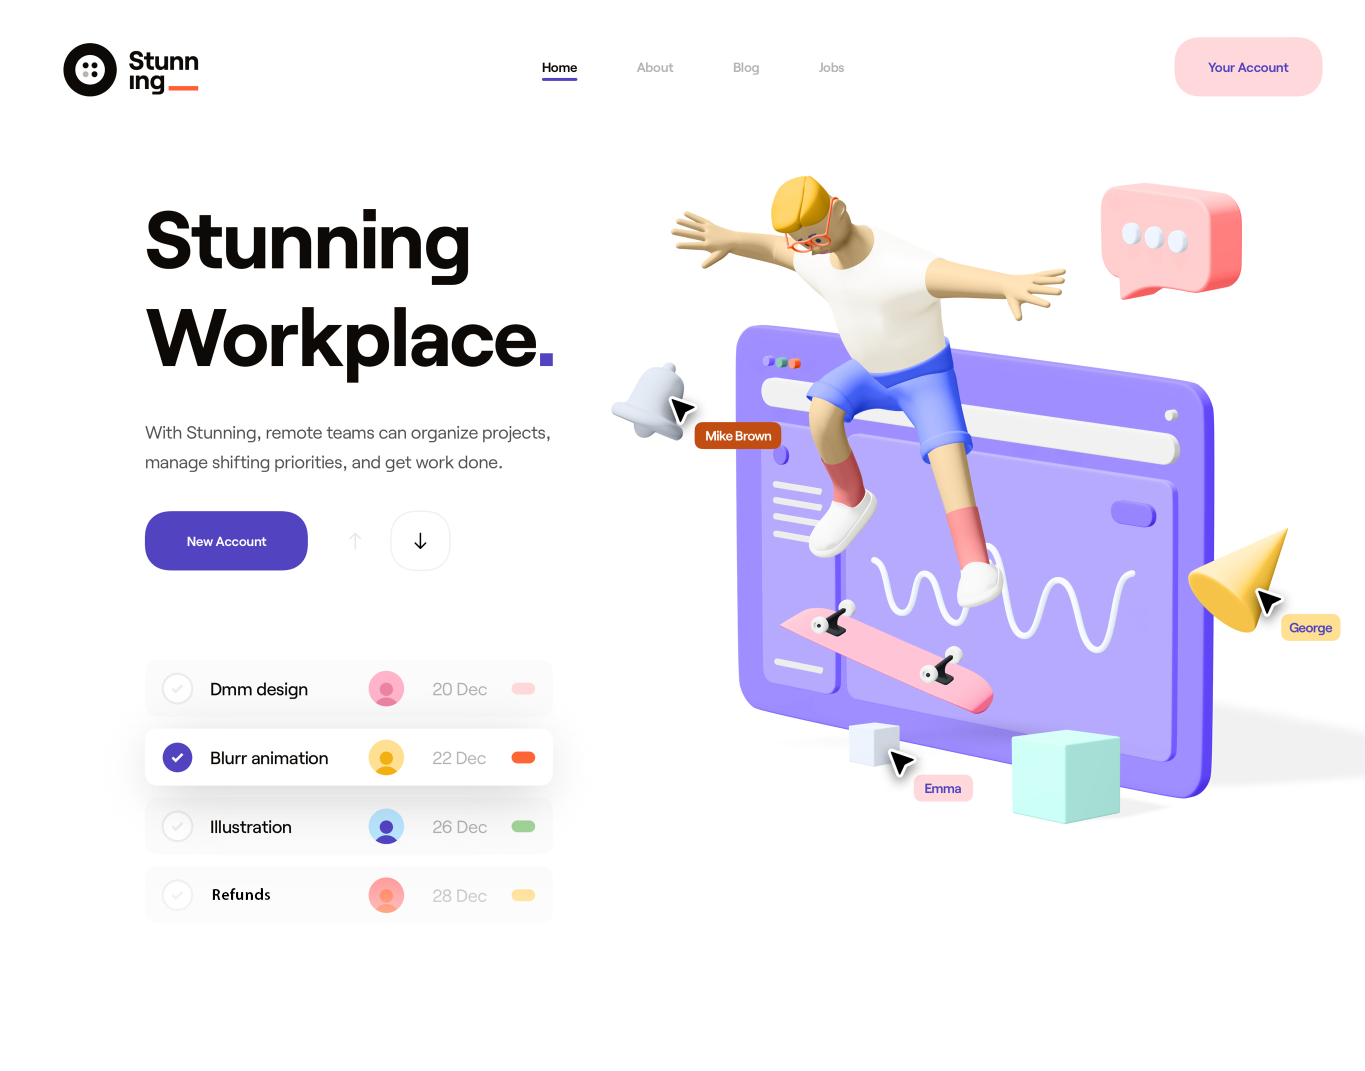 Stunn
ing
Home
About
Blog
Jobs
Your Account
Stunning
Workplace.
With Stunning, remote teams can organize projects,
manage shifting priorities, and get work done.
New Account
Mike Brown
George
Emma
Dmm design
20 Dec
Blurr animation
22 Dec
Illustration
26 Dec
Refunds
28 Dec